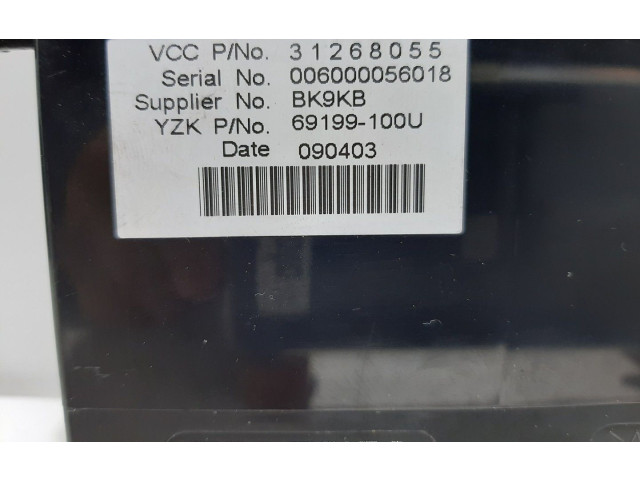 VCC P/No. 31268055
Serial No. 006000056018
Supplier No. BK9KB
YZK P/No. 69199-100U
Date 090403